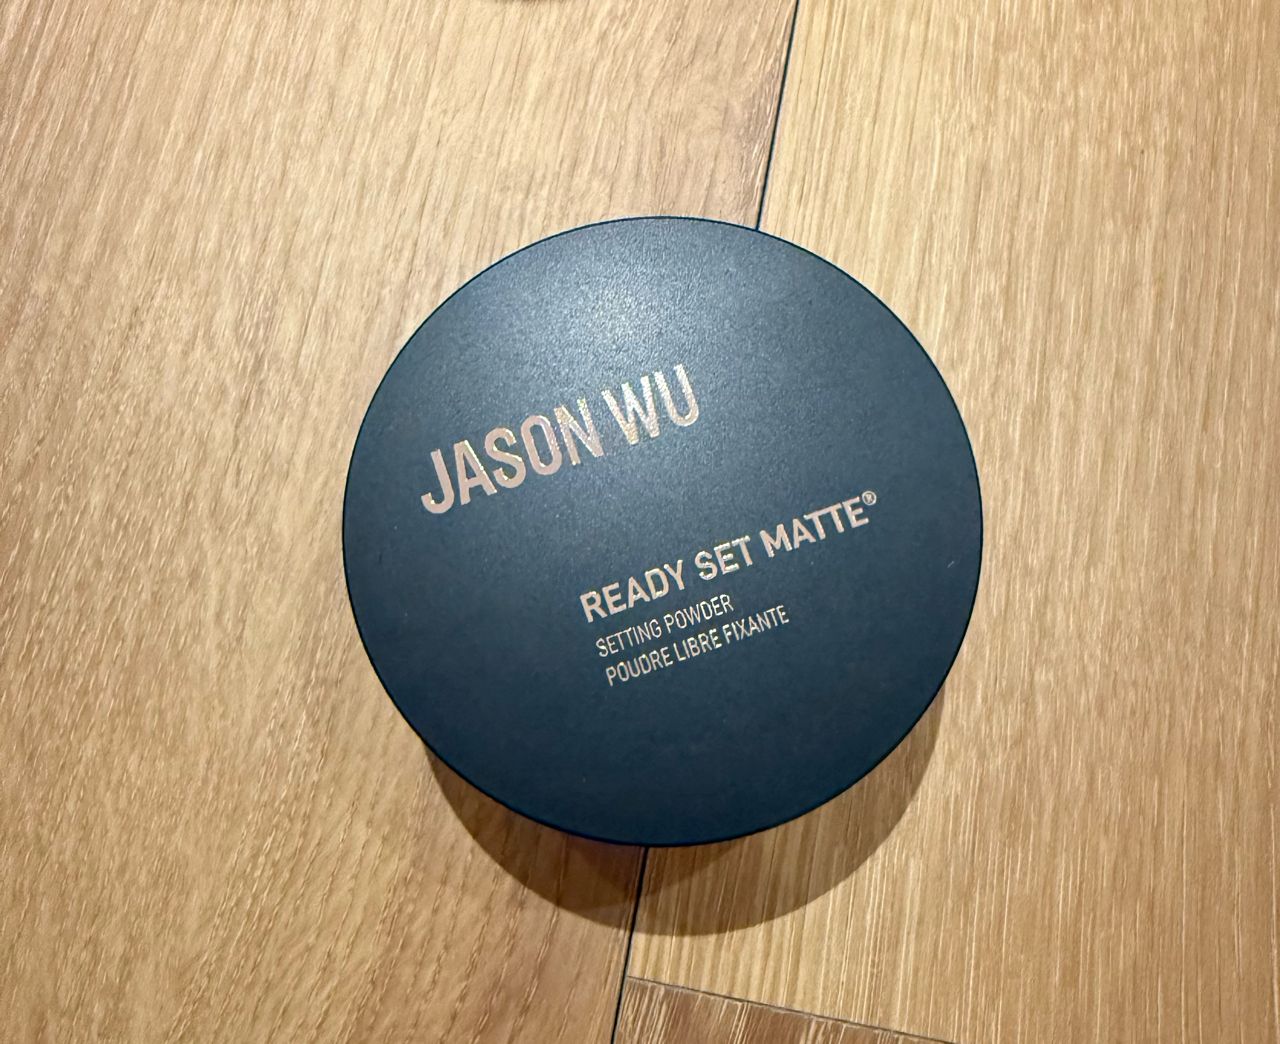 JASON WU
READY SET MATTE®
SETTING POWDER
POUDRE LIBRE FIXANTE